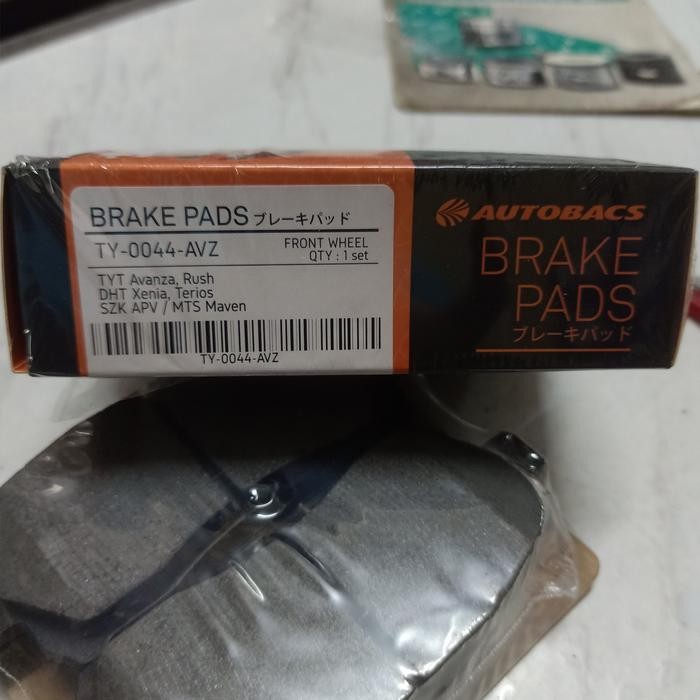 BRAKE PADS ブレーキパッド
TY-0044-AVZ
FRONT WHEEL
QTY : 1 set
TYT Avanza, Rush
DHT Xenia, Terios
SZK APV / MTS Maven
TY-0044-AVZ
AUTOBACS
BRAKE
PADS
ブレーキパッド